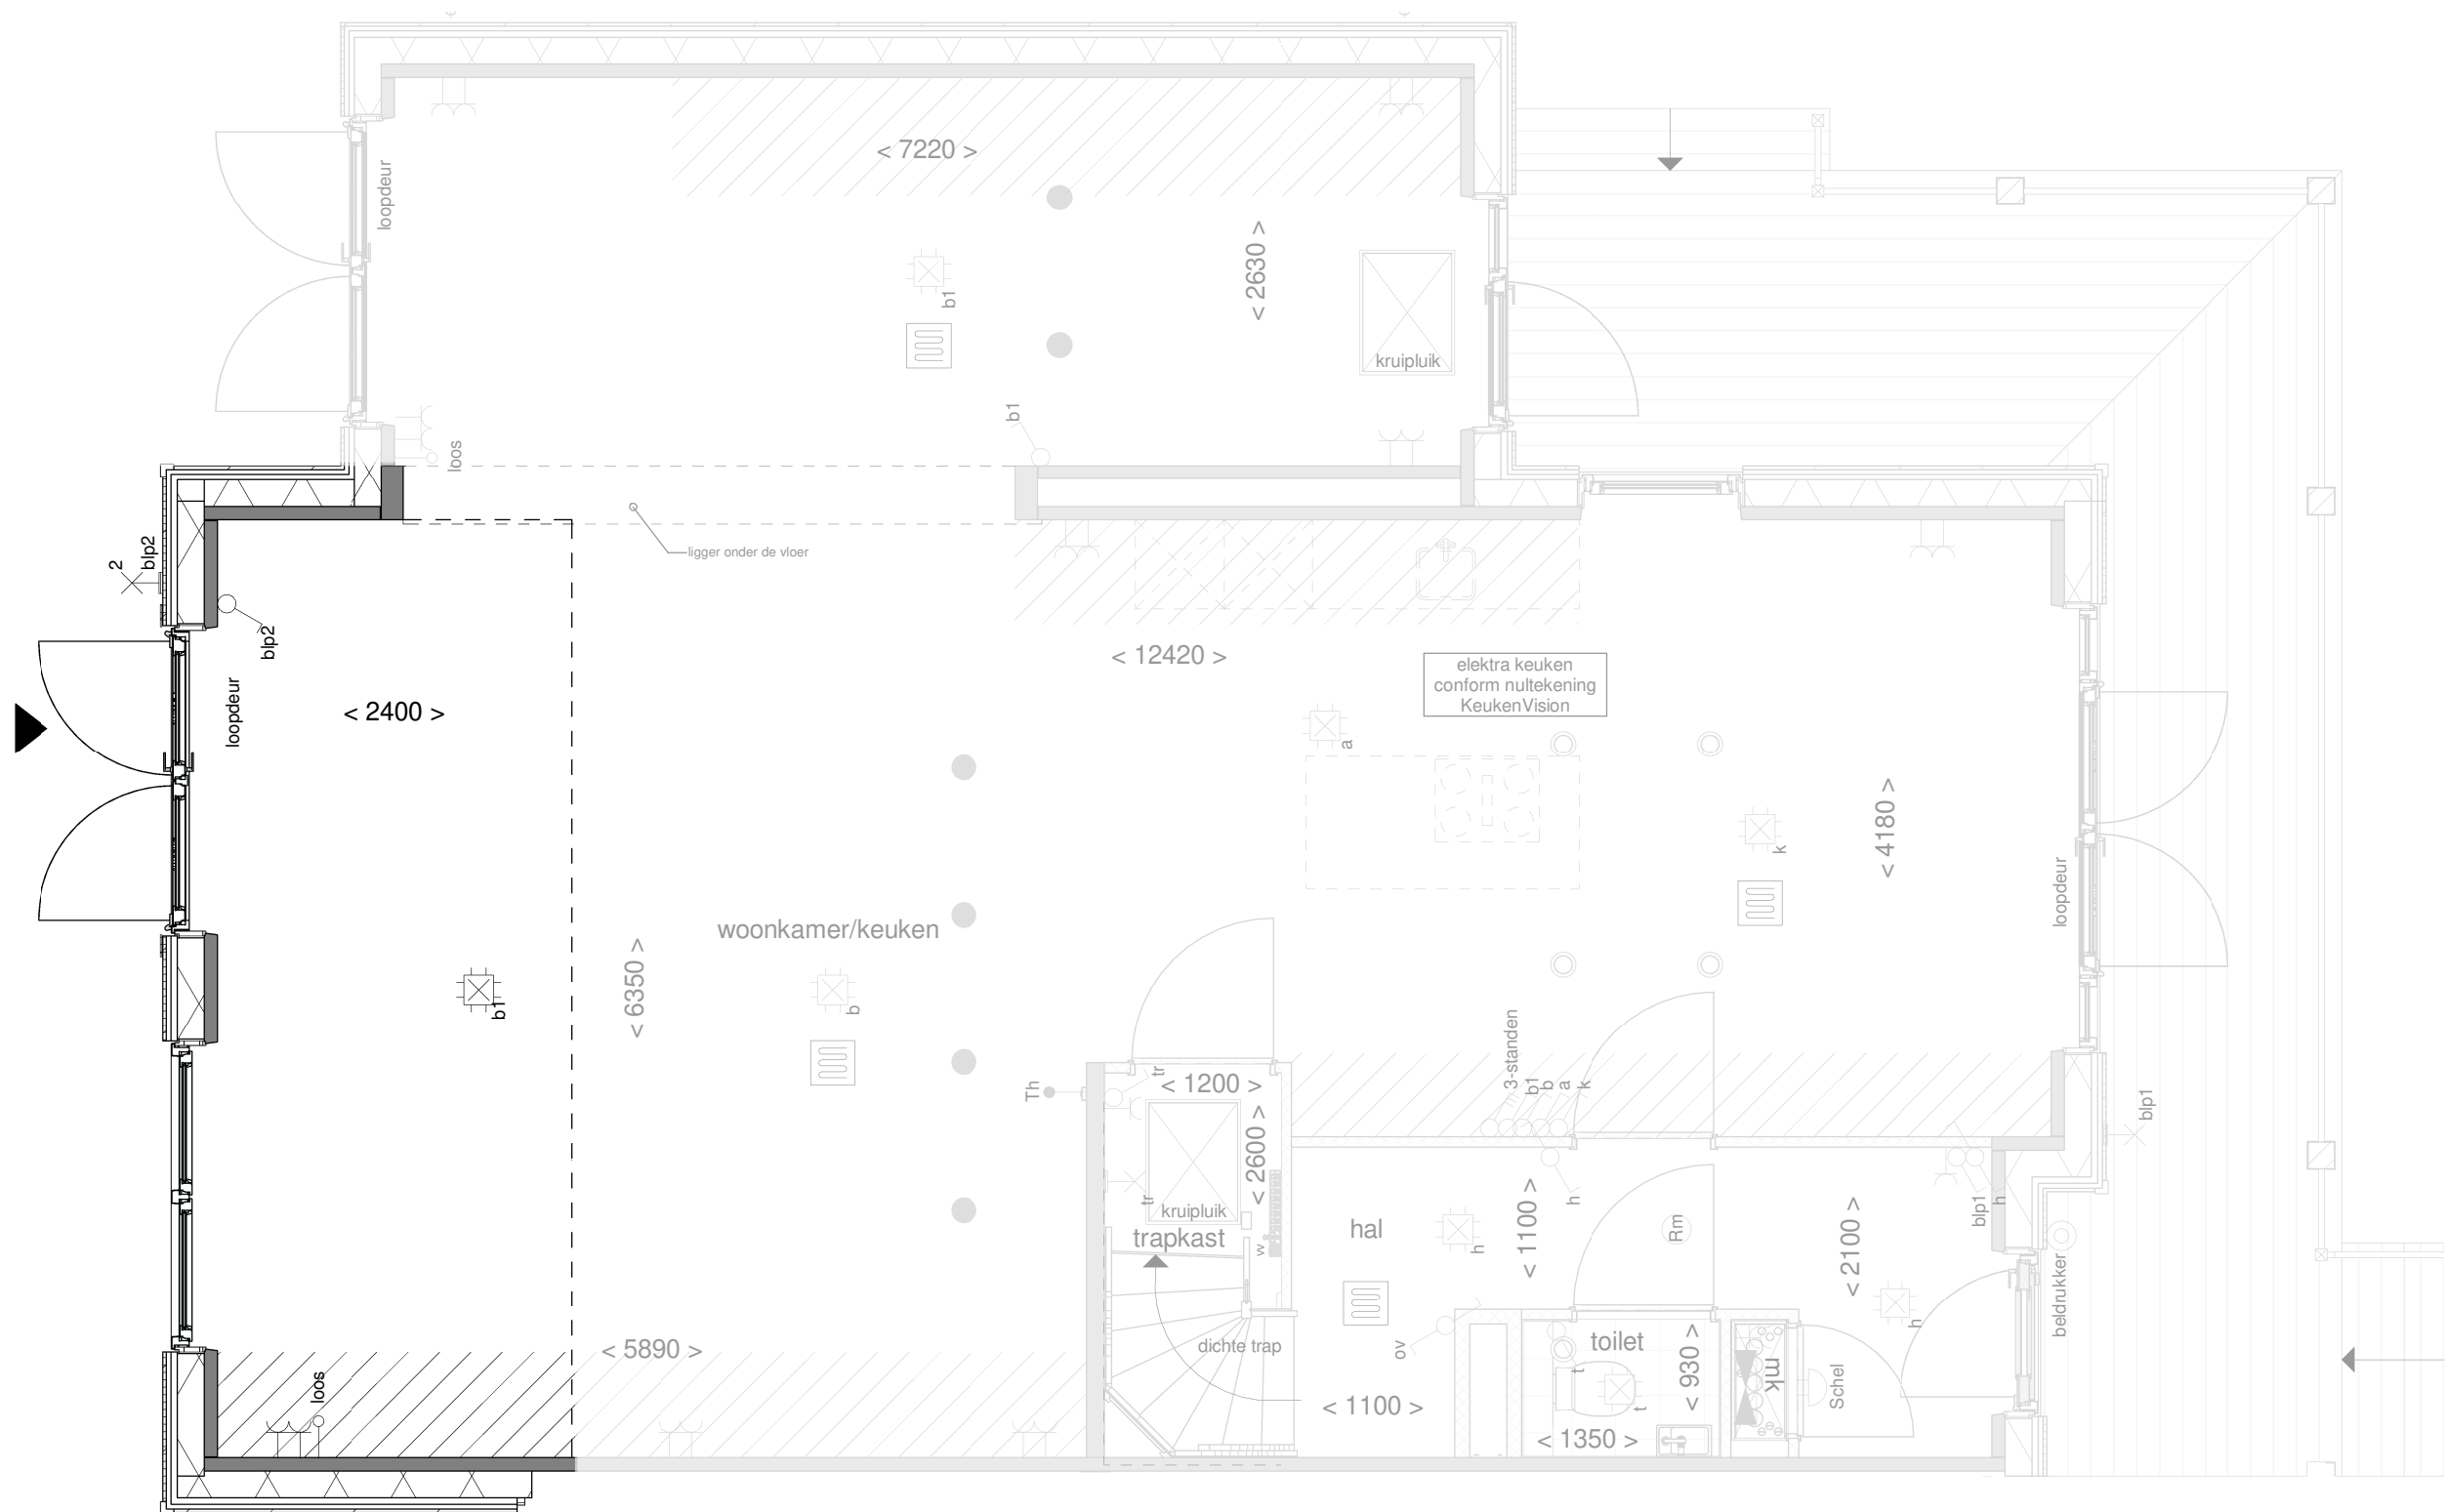 < 7220 >
loopdeur
< 2630 >
b1
kruipluik
b1
loos
ligger onder de vloer
2
blp2
blp2
loopdeur
< 2400 >
< 12420 >
elektra keuken
conform nultekening
KeukenVision
a
k
< 4180 >
loopdeur
woonkamer/keuken
< 6350 >
b1
b
3-standen
b1
b
a
k
Th
tr
< 1200 >
< 2600 >
tr
kruipluik
trapkast
w
hal
h
< 1100 >
h
Rm
< 2100 >
blp1
h
blp1
h
beldrukker
< 5890 >
dichte trap
ov
toilet
< 930 >
mk
Schel
t
t
loos
< 1100 >
< 1350 >